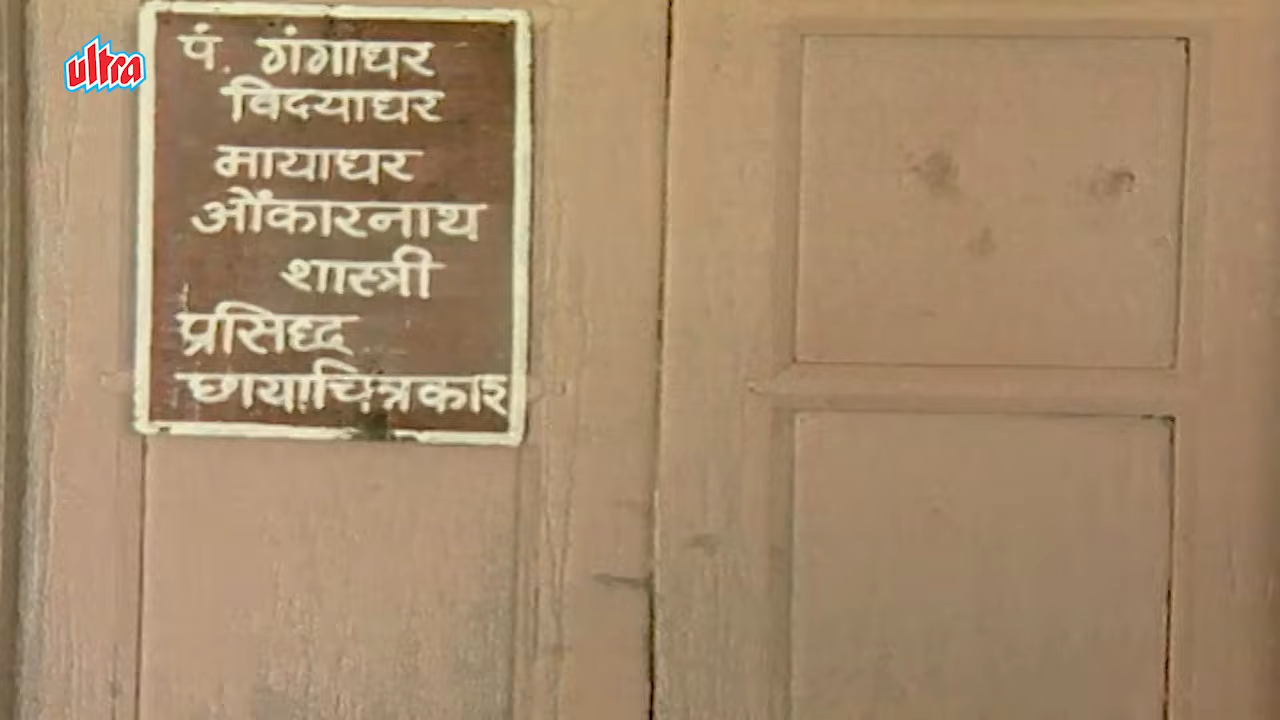 ultra
पं. गंगाधर
विद्याधर
मायाधर
ओंकारनाथ
शास्त्री
प्रसिद्ध
छायाचित्रकार